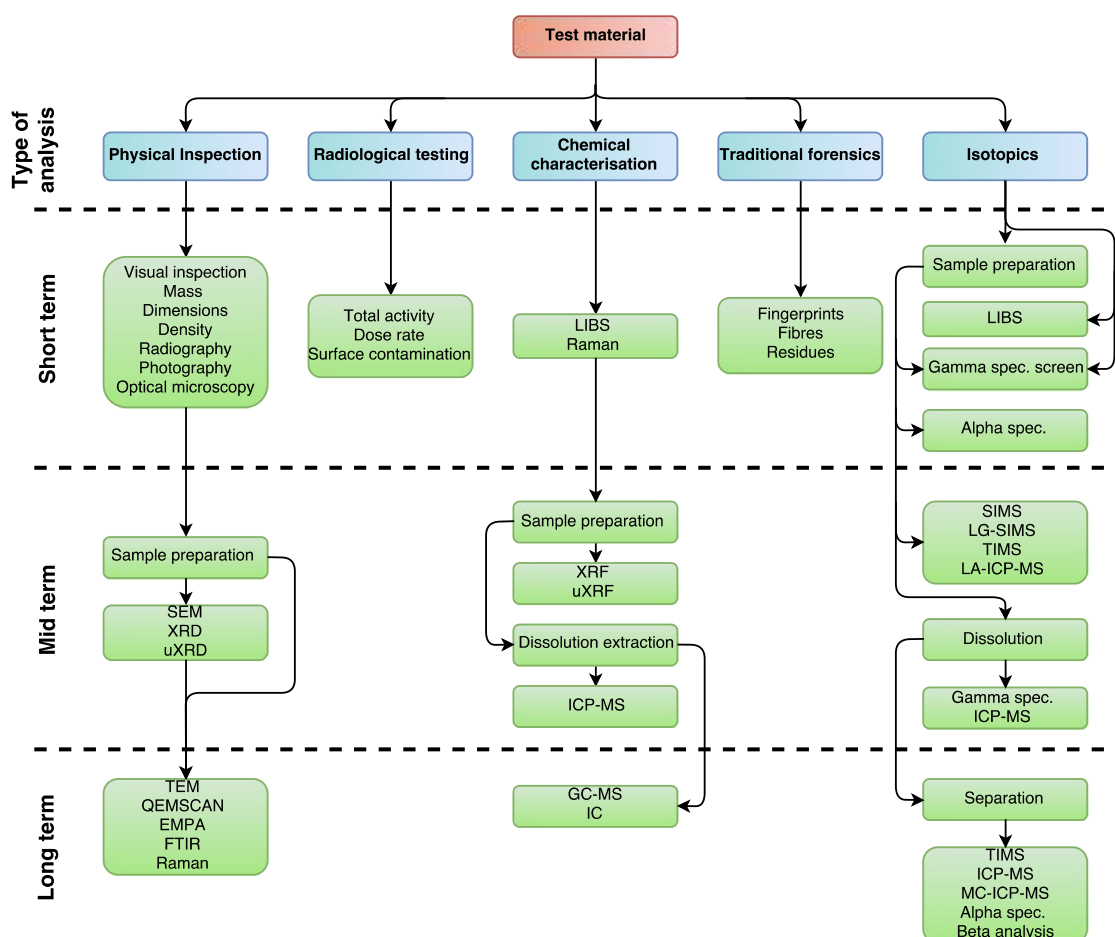 Test material
Type of
analysis
Physical Inspection
Radiological testing
Chemical
characterisation
Traditional forensics
Isotopics
Short term
Visual inspection
Mass
Dimensions
Density
Radiography
Photography
Optical microscopy
Total activity
Dose rate
Surface contamination
LIBS
Raman
Fingerprints
Fibres
Residues
Sample preparation
LIBS
Gamma spec. screen
Alpha spec.
Mid term
Sample preparation
SEM
XRD
uXRD
Sample preparation
XRF
uXRF
Dissolution extraction
ICP-MS
SIMS
LG-SIMS
TIMS
LA-ICP-MS
Dissolution
Gamma spec.
ICP-MS
Long term
TEM
QEMSCAN
EMPA
FTIR
Raman
GC-MS
IC
Separation
TIMS
ICP-MS
MC-ICP-MS
Alpha spec.
Beta analysis